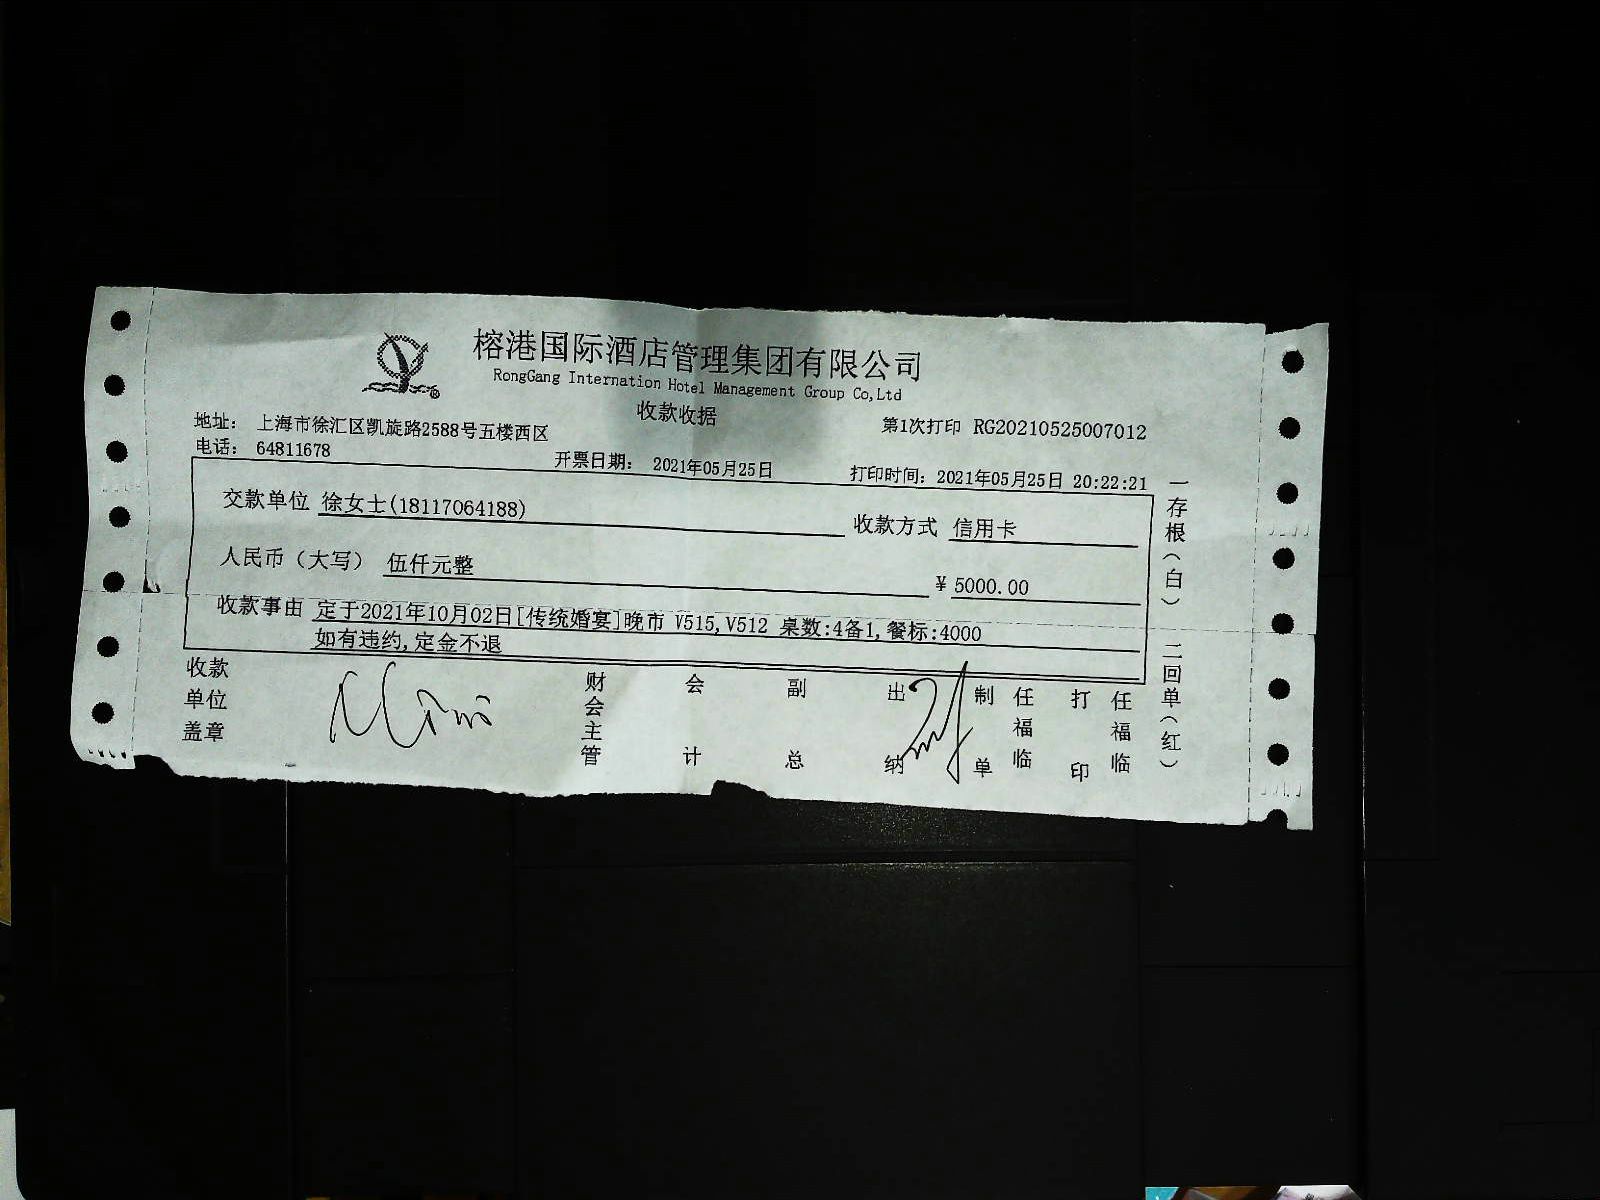 榕港国际酒店管理集团有限公司
RongGang Internation Hotel Management Group Co,Ltd
收款收据
地址： 上海市徐汇区凯旋路2588号五楼西区
第1次打印 RG20210525007012
电话： 64811678
开票日期： 2021年05月25日
打印时间：2021年05月25日 20:22:21
交款单位 徐女士(18117064188)
收款方式 信用卡
人民币（大写） 伍仟元整
¥ 5000.00
收款事由 定于2021年10月02日[传统婚宴]晚市 V515,V512 桌数:4备1,餐标:4000
如有违约,定金不退
收款单位盖章
财会主管
会计
副总
出纳
制单
任福临
打印
任福临
一存根（白）
二回单（红）